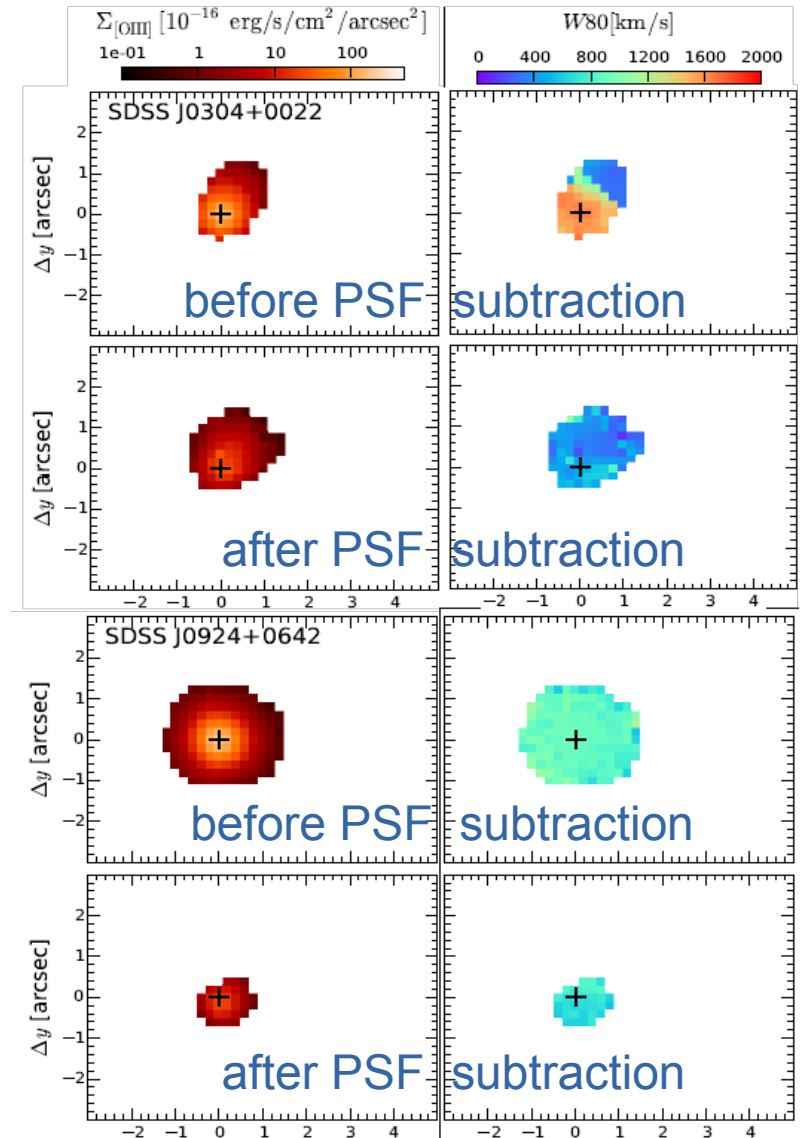 Σ[OIII] [10⁻¹⁶ erg/s/cm²/arcsec²] W80[km/s]
1e-01 1 10 100 0 400 800 1200 1600 2000
SDSS J0304+0022
2
1
0
−1
−2
Δy [arcsec]
before PSF subtraction
2
1
0
−1
−2
Δy [arcsec]
after PSF subtraction
−2 −1 0 1 2 3 4 −2 −1 0 1 2 3 4
SDSS J0924+0642
2
1
0
−1
−2
Δy [arcsec]
before PSF subtraction
2
1
0
−1
−2
Δy [arcsec]
after PSF subtraction
−2 −1 0 1 2 3 4 −2 −1 0 1 2 3 4